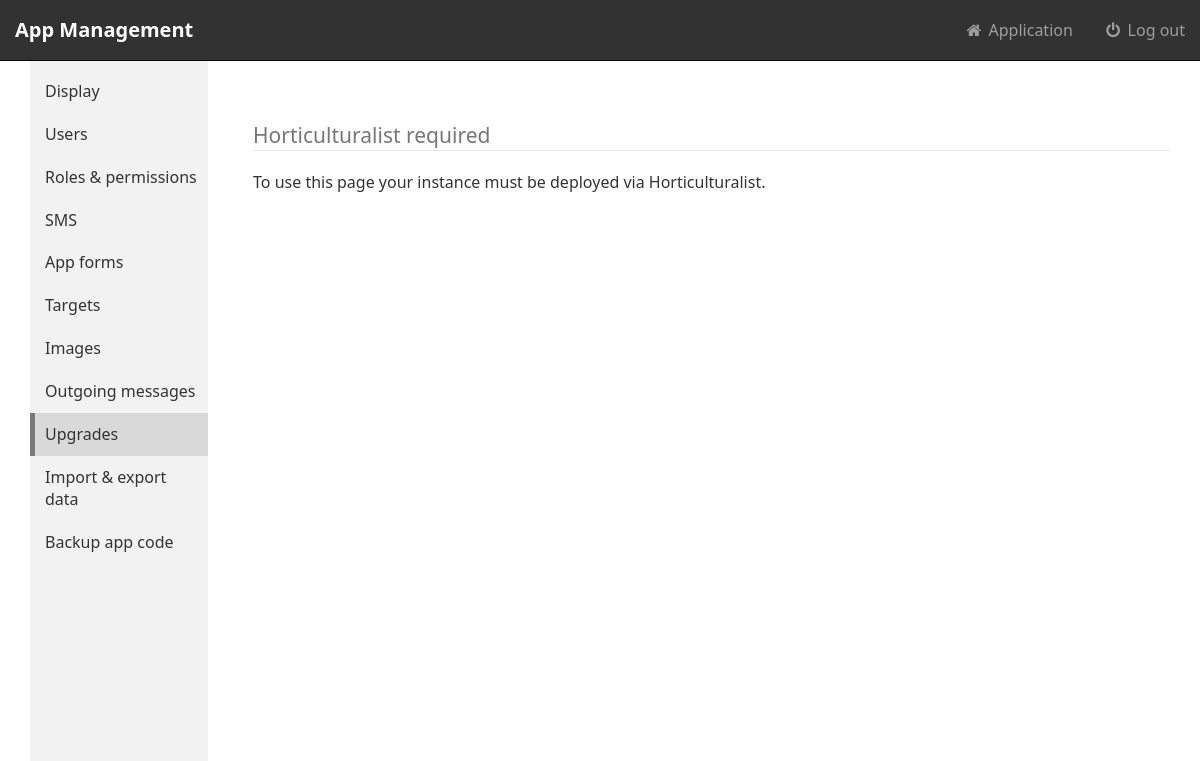 App Management
Application
Log out
Display
Users
Roles & permissions
SMS
App forms
Targets
Images
Outgoing messages
Upgrades
Import & export
data
Backup app code
Horticulturalist required
To use this page your instance must be deployed via Horticulturalist.